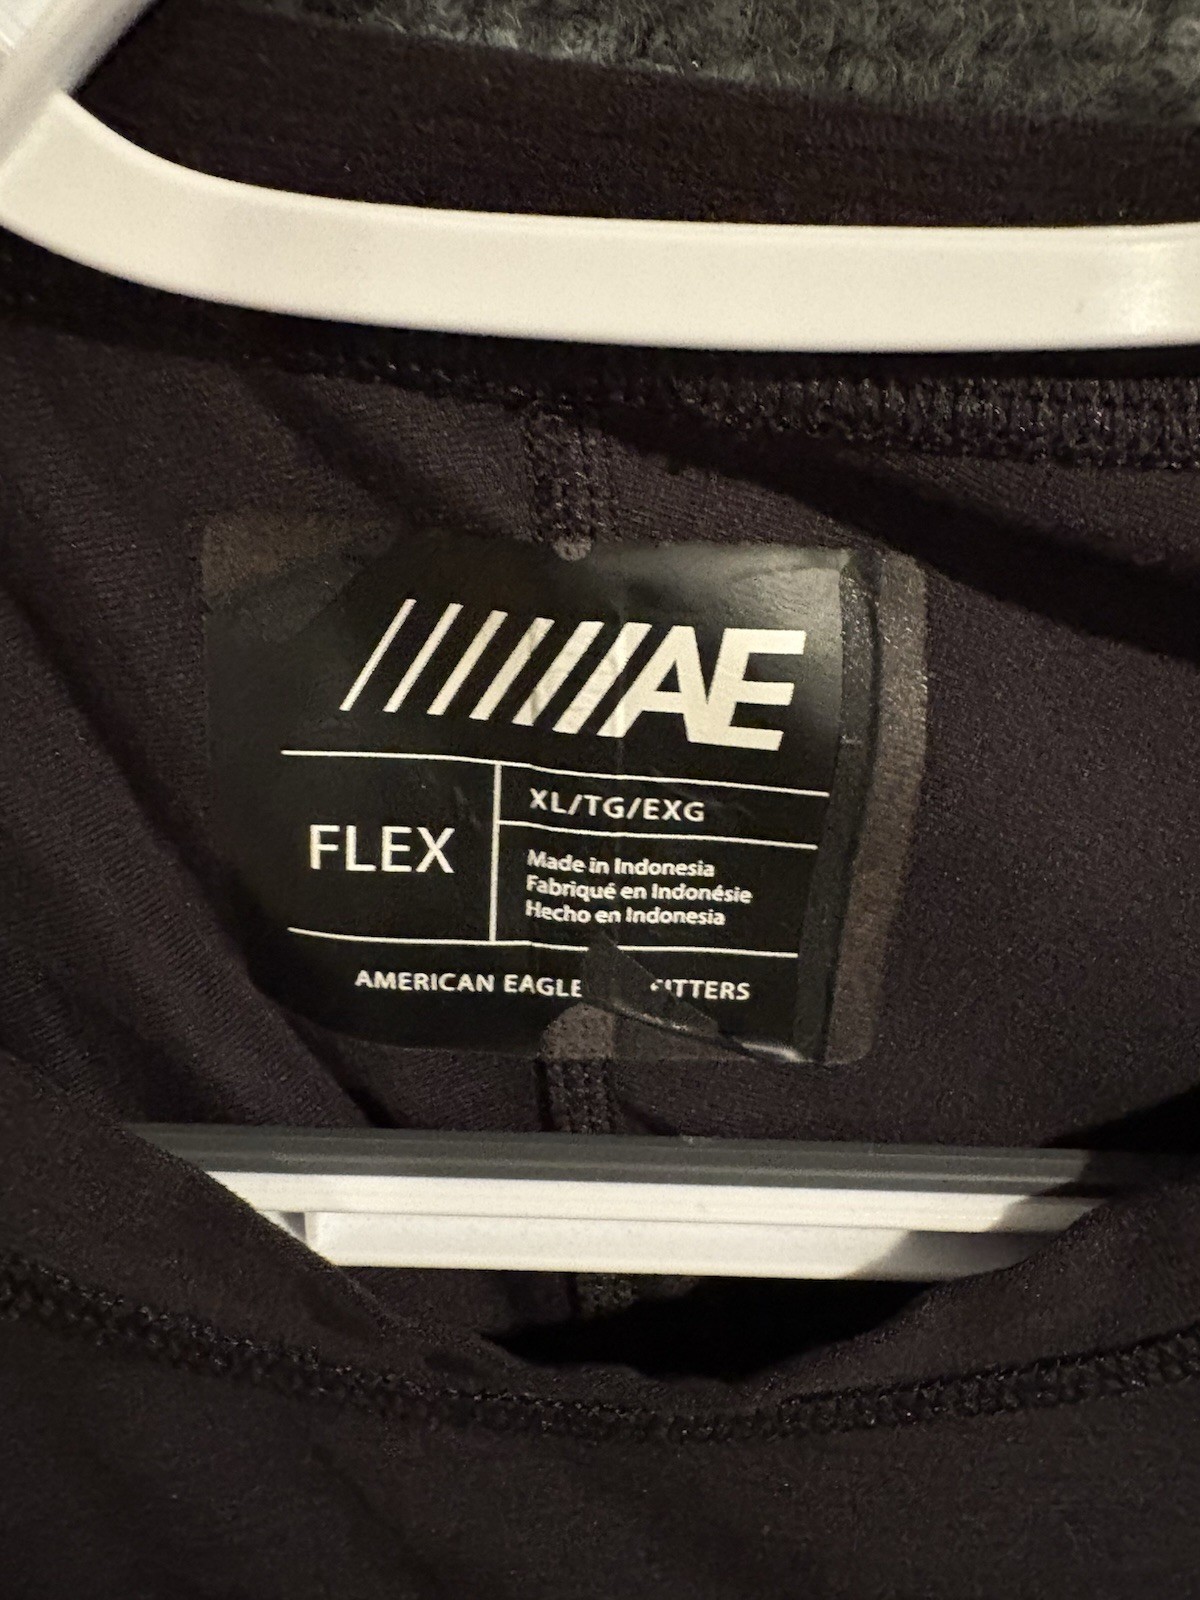 AE
FLEX
XL/TG/EXG
Made in Indonesia
Fabriqué en Indonésie
Hecho en Indonesia
AMERICAN EAGLE